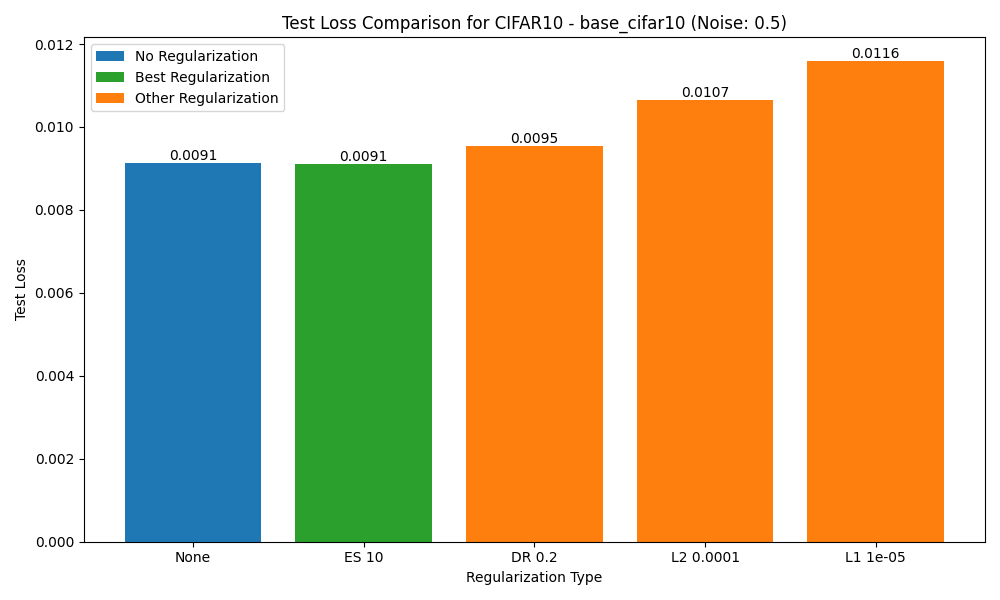 Test Loss Comparison for CIFAR10 - base_cifar10 (Noise: 0.5)
No Regularization
Best Regularization
Other Regularization
0.012
0.010
0.008
0.006
0.004
0.002
0.000
Test Loss
0.0091
0.0091
0.0095
0.0107
0.0116
None
ES 10
DR 0.2
L2 0.0001
L1 1e-05
Regularization Type